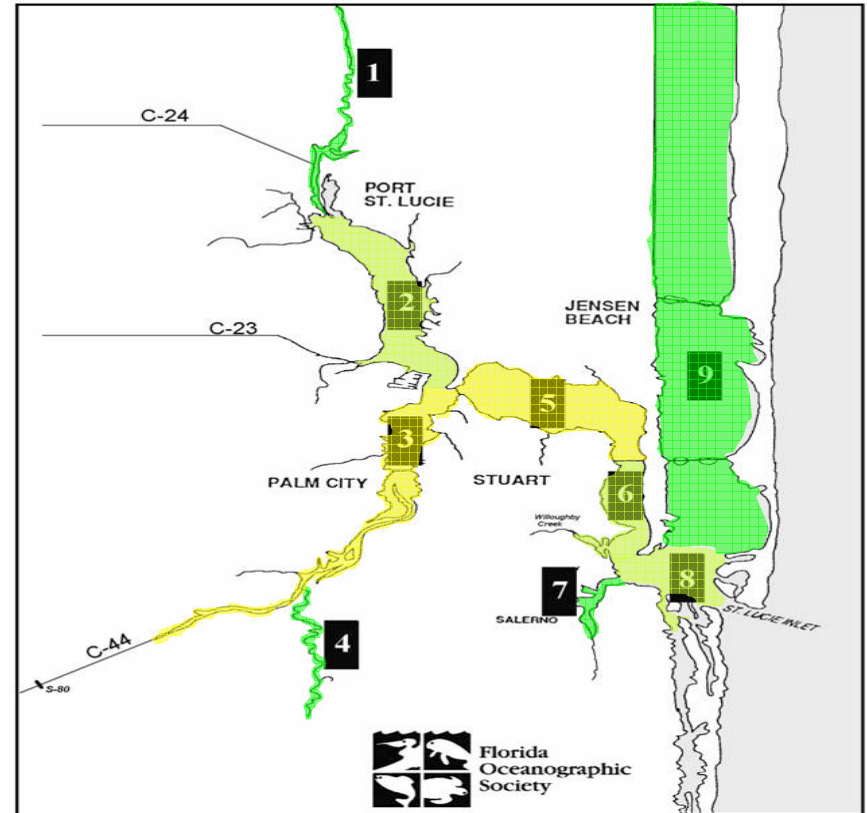 1
C-24
PORT
ST. LUCIE
2
C-23
JENSEN
BEACH
9
5
3
PALM CITY
STUART
6
Willoughby
Creek
7
8
SALERNO
ST. LUCIE INLET
4
C-44
S-80
Florida
Oceanographic
Society